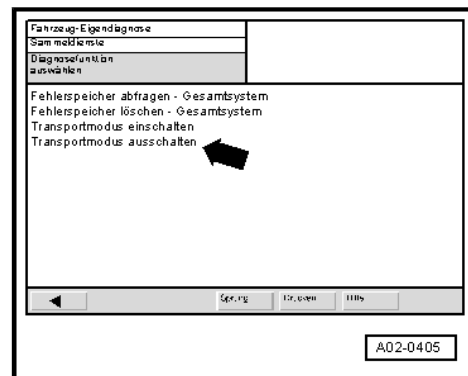 Fahrzeug-Eigendiagnose
Sammeldienste
Diagnosefunktion
auswählen
Fehlerspeicher abfragen - Gesamtsystem
Fehlerspeicher löschen - Gesamtsystem
Transportmodus einschalten
Transportmodus ausschalten
Sprung Drucken Hilfe
A02-0405